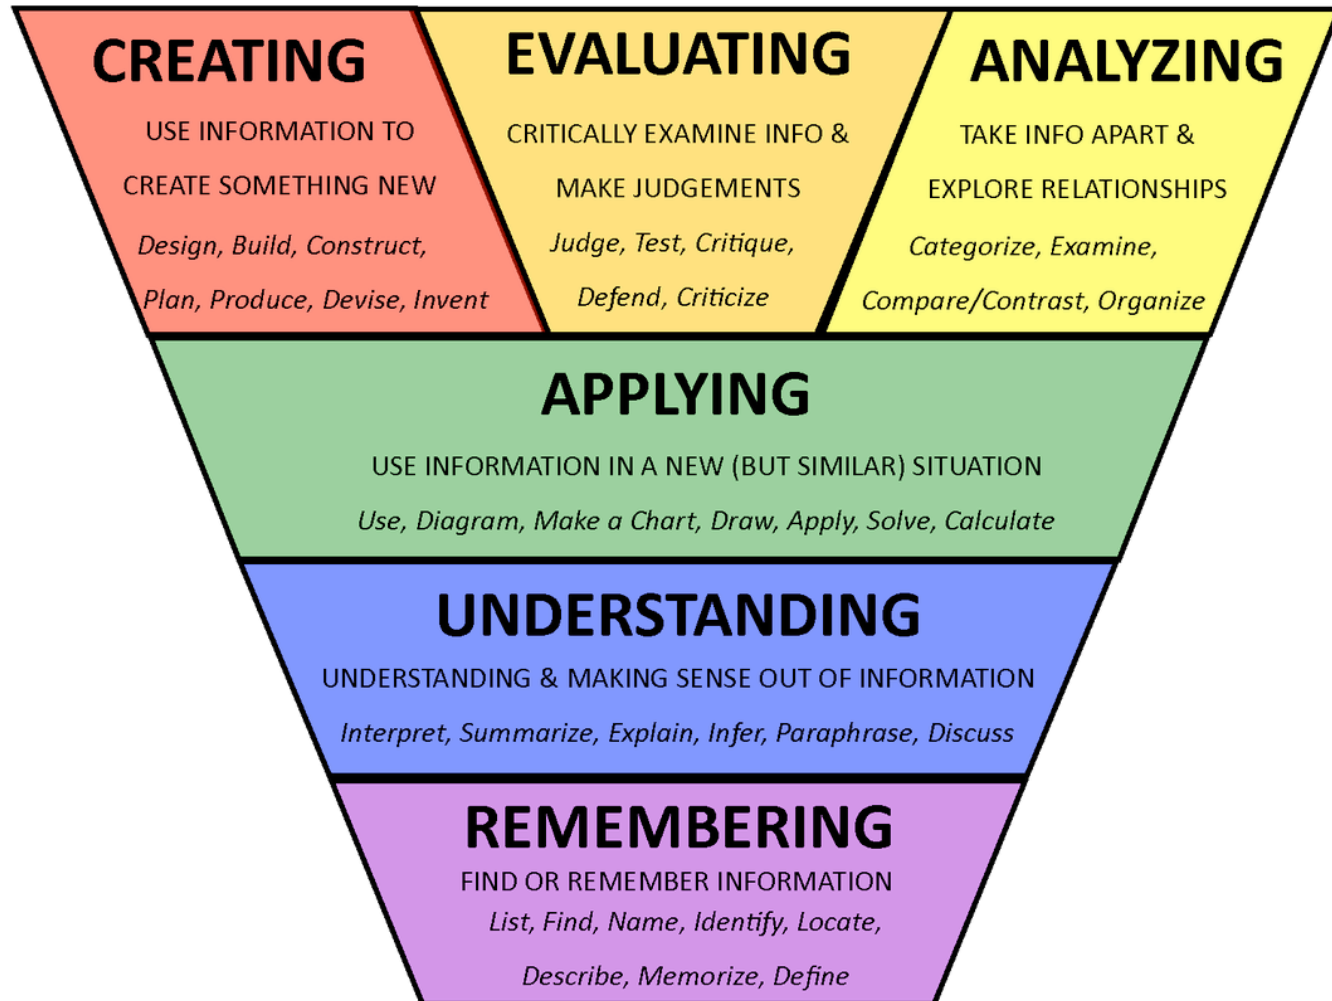 CREATING
USE INFORMATION TO
CREATE SOMETHING NEW
Design, Build, Construct,
Plan, Produce, Devise, Invent
EVALUATING
CRITICALLY EXAMINE INFO &
MAKE JUDGEMENTS
Judge, Test, Critique,
Defend, Criticize
ANALYZING
TAKE INFO APART &
EXPLORE RELATIONSHIPS
Categorize, Examine,
Compare/Contrast, Organize
APPLYING
USE INFORMATION IN A NEW (BUT SIMILAR) SITUATION
Use, Diagram, Make a Chart, Draw, Apply, Solve, Calculate
UNDERSTANDING
UNDERSTANDING & MAKING SENSE OUT OF INFORMATION
Interpret, Summarize, Explain, Infer, Paraphrase, Discuss
REMEMBERING
FIND OR REMEMBER INFORMATION
List, Find, Name, Identify, Locate,
Describe, Memorize, Define